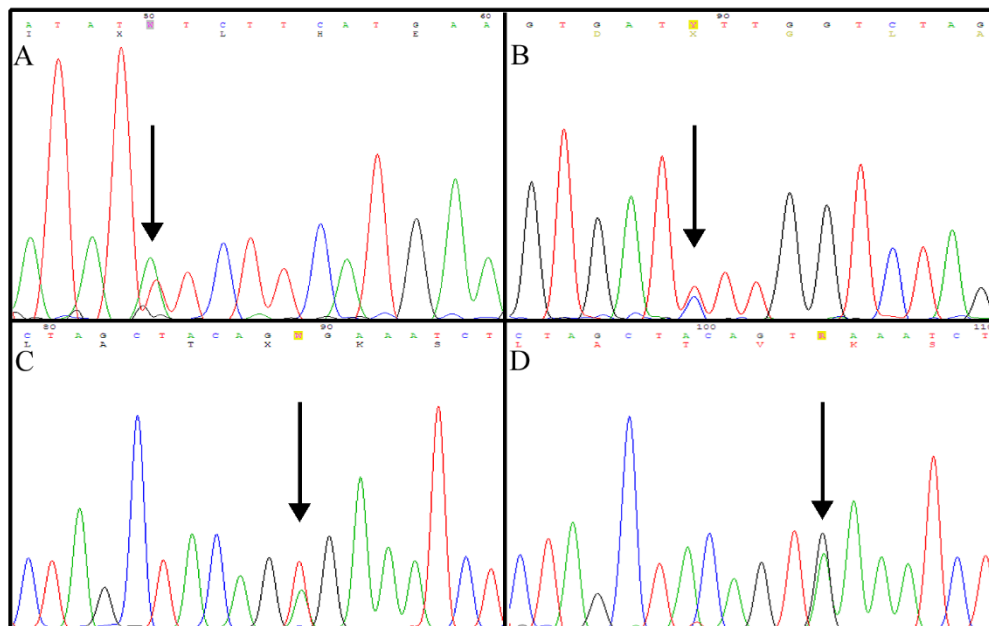 50 60
A T A T T C T T C A T G A A
I X L H E
A
90
G T G A T T T G G T C T A G
D X G L A
B
80 90
C T A G C T A C A G G A A A T C T
L A T X K S
C
100 110
C T A G C T A C A G T A A A T C T
L A T V K S
D